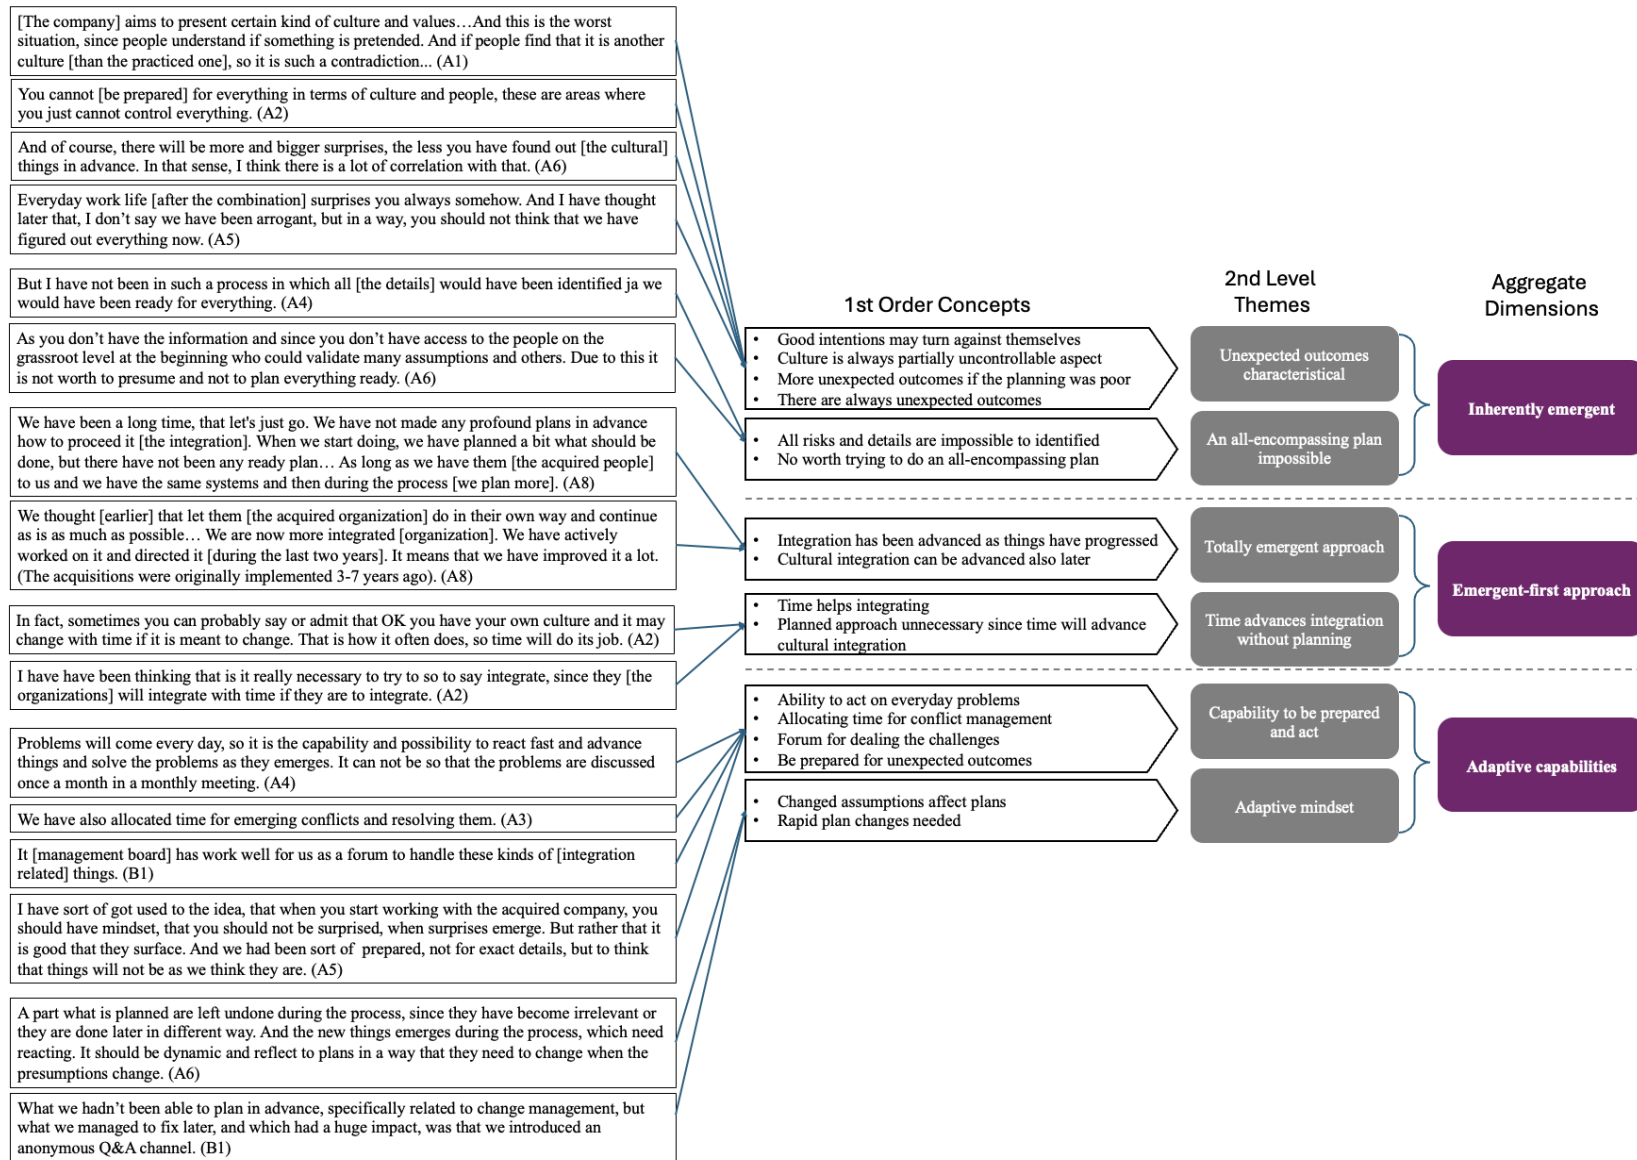 [The company] aims to present certain kind of culture and values…And this is the worst
situation, since people understand if something is pretended. And if people find that it is another
culture [than the practiced one], so it is such a contradiction... (A1)
You cannot [be prepared] for everything in terms of culture and people, these are areas where
you just cannot control everything. (A2)
And of course, there will be more and bigger surprises, the less you have found out [the cultural]
things in advance. In that sense, I think there is a lot of correlation with that. (A6)
Everyday work life [after the combination] surprises you always somehow. And I have thought
later that, I don’t say we have been arrogant, but in a way, you should not think that we have
figured out everything now. (A5)
But I have not been in such a process in which all [the details] would have been identified ja we
would have been ready for everything. (A4)
As you don’t have the information and since you don’t have access to the people on the
grassroot level at the beginning who could validate many assumptions and others. Due to this it
is not worth to presume and not to plan everything ready. (A6)
We have been a long time, that let's just go. We have not made any profound plans in advance
how to proceed it [the integration]. When we start doing, we have planned a bit what should be
done, but there have not been any ready plan… As long as we have them [the acquired people]
to us and we have the same systems and then during the process [we plan more]. (A8)
We thought [earlier] that let them [the acquired organization] do in their own way and continue
as is as much as possible… We are now more integrated [organization]. We have actively
worked on it and directed it [during the last two years]. It means that we have improved it a lot.
(The acquisitions were originally implemented 3-7 years ago). (A8)
In fact, sometimes you can probably say or admit that OK you have your own culture and it may
change with time if it is meant to change. That is how it often does, so time will do its job. (A2)
I have have been thinking that is it really necessary to try to so to say integrate, since they [the
organizations] will integrate with time if they are to integrate. (A2)
Problems will come every day, so it is the capability and possibility to react fast and advance
things and solve the problems as they emerges. It can not be so that the problems are discussed
once a month in a monthly meeting. (A4)
We have also allocated time for emerging conflicts and resolving them. (A3)
It [management board] has work well for us as a forum to handle these kinds of [integration
related] things. (B1)
I have sort of got used to the idea, that when you start working with the acquired company, you
should have mindset, that you should not be surprised, when surprises emerge. But rather that it
is good that they surface. And we had been sort of prepared, not for exact details, but to think
that things will not be as we think they are. (A5)
A part what is planned are left undone during the process, since they have become irrelevant or
they are done later in different way. And the new things emerges during the process, which need
reacting. It should be dynamic and reflect to plans in a way that they need to change when the
presumptions change. (A6)
What we hadn’t been able to plan in advance, specifically related to change management, but
what we managed to fix later, and which had a huge impact, was that we introduced an
anonymous Q&A channel. (B1)
1st Order Concepts
• Good intentions may turn against themselves
• Culture is always partially uncontrollable aspect
• More unexpected outcomes if the planning was poor
• There are always unexpected outcomes
• All risks and details are impossible to identified
• No worth trying to do an all-encompassing plan
• Integration has been advanced as things have progressed
• Cultural integration can be advanced also later
• Time helps integrating
• Planned approach unnecessary since time will advance
cultural integration
• Ability to act on everyday problems
• Allocating time for conflict management
• Forum for dealing the challenges
• Be prepared for unexpected outcomes
• Changed assumptions affect plans
• Rapid plan changes needed
2nd Level
Themes
Unexpected outcomes
characteristical
An all-encompassing plan
impossible
Totally emergent approach
Time advances integration
without planning
Capability to be prepared
and act
Adaptive mindset
Aggregate
Dimensions
Inherently emergent
Emergent-first approach
Adaptive capabilities